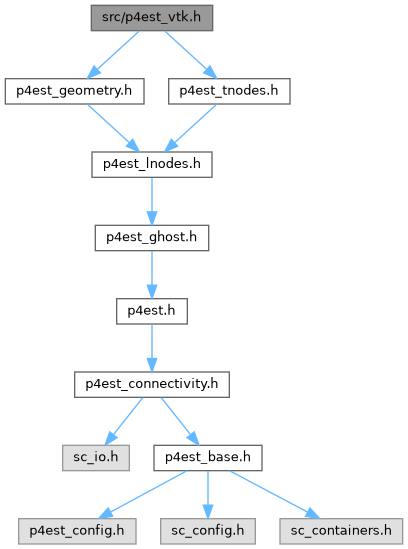 src/p4est_vtk.h
p4est_geometry.h
p4est_tnodes.h
p4est_lnodes.h
p4est_ghost.h
p4est.h
p4est_connectivity.h
sc_io.h
p4est_base.h
p4est_config.h
sc_config.h
sc_containers.h